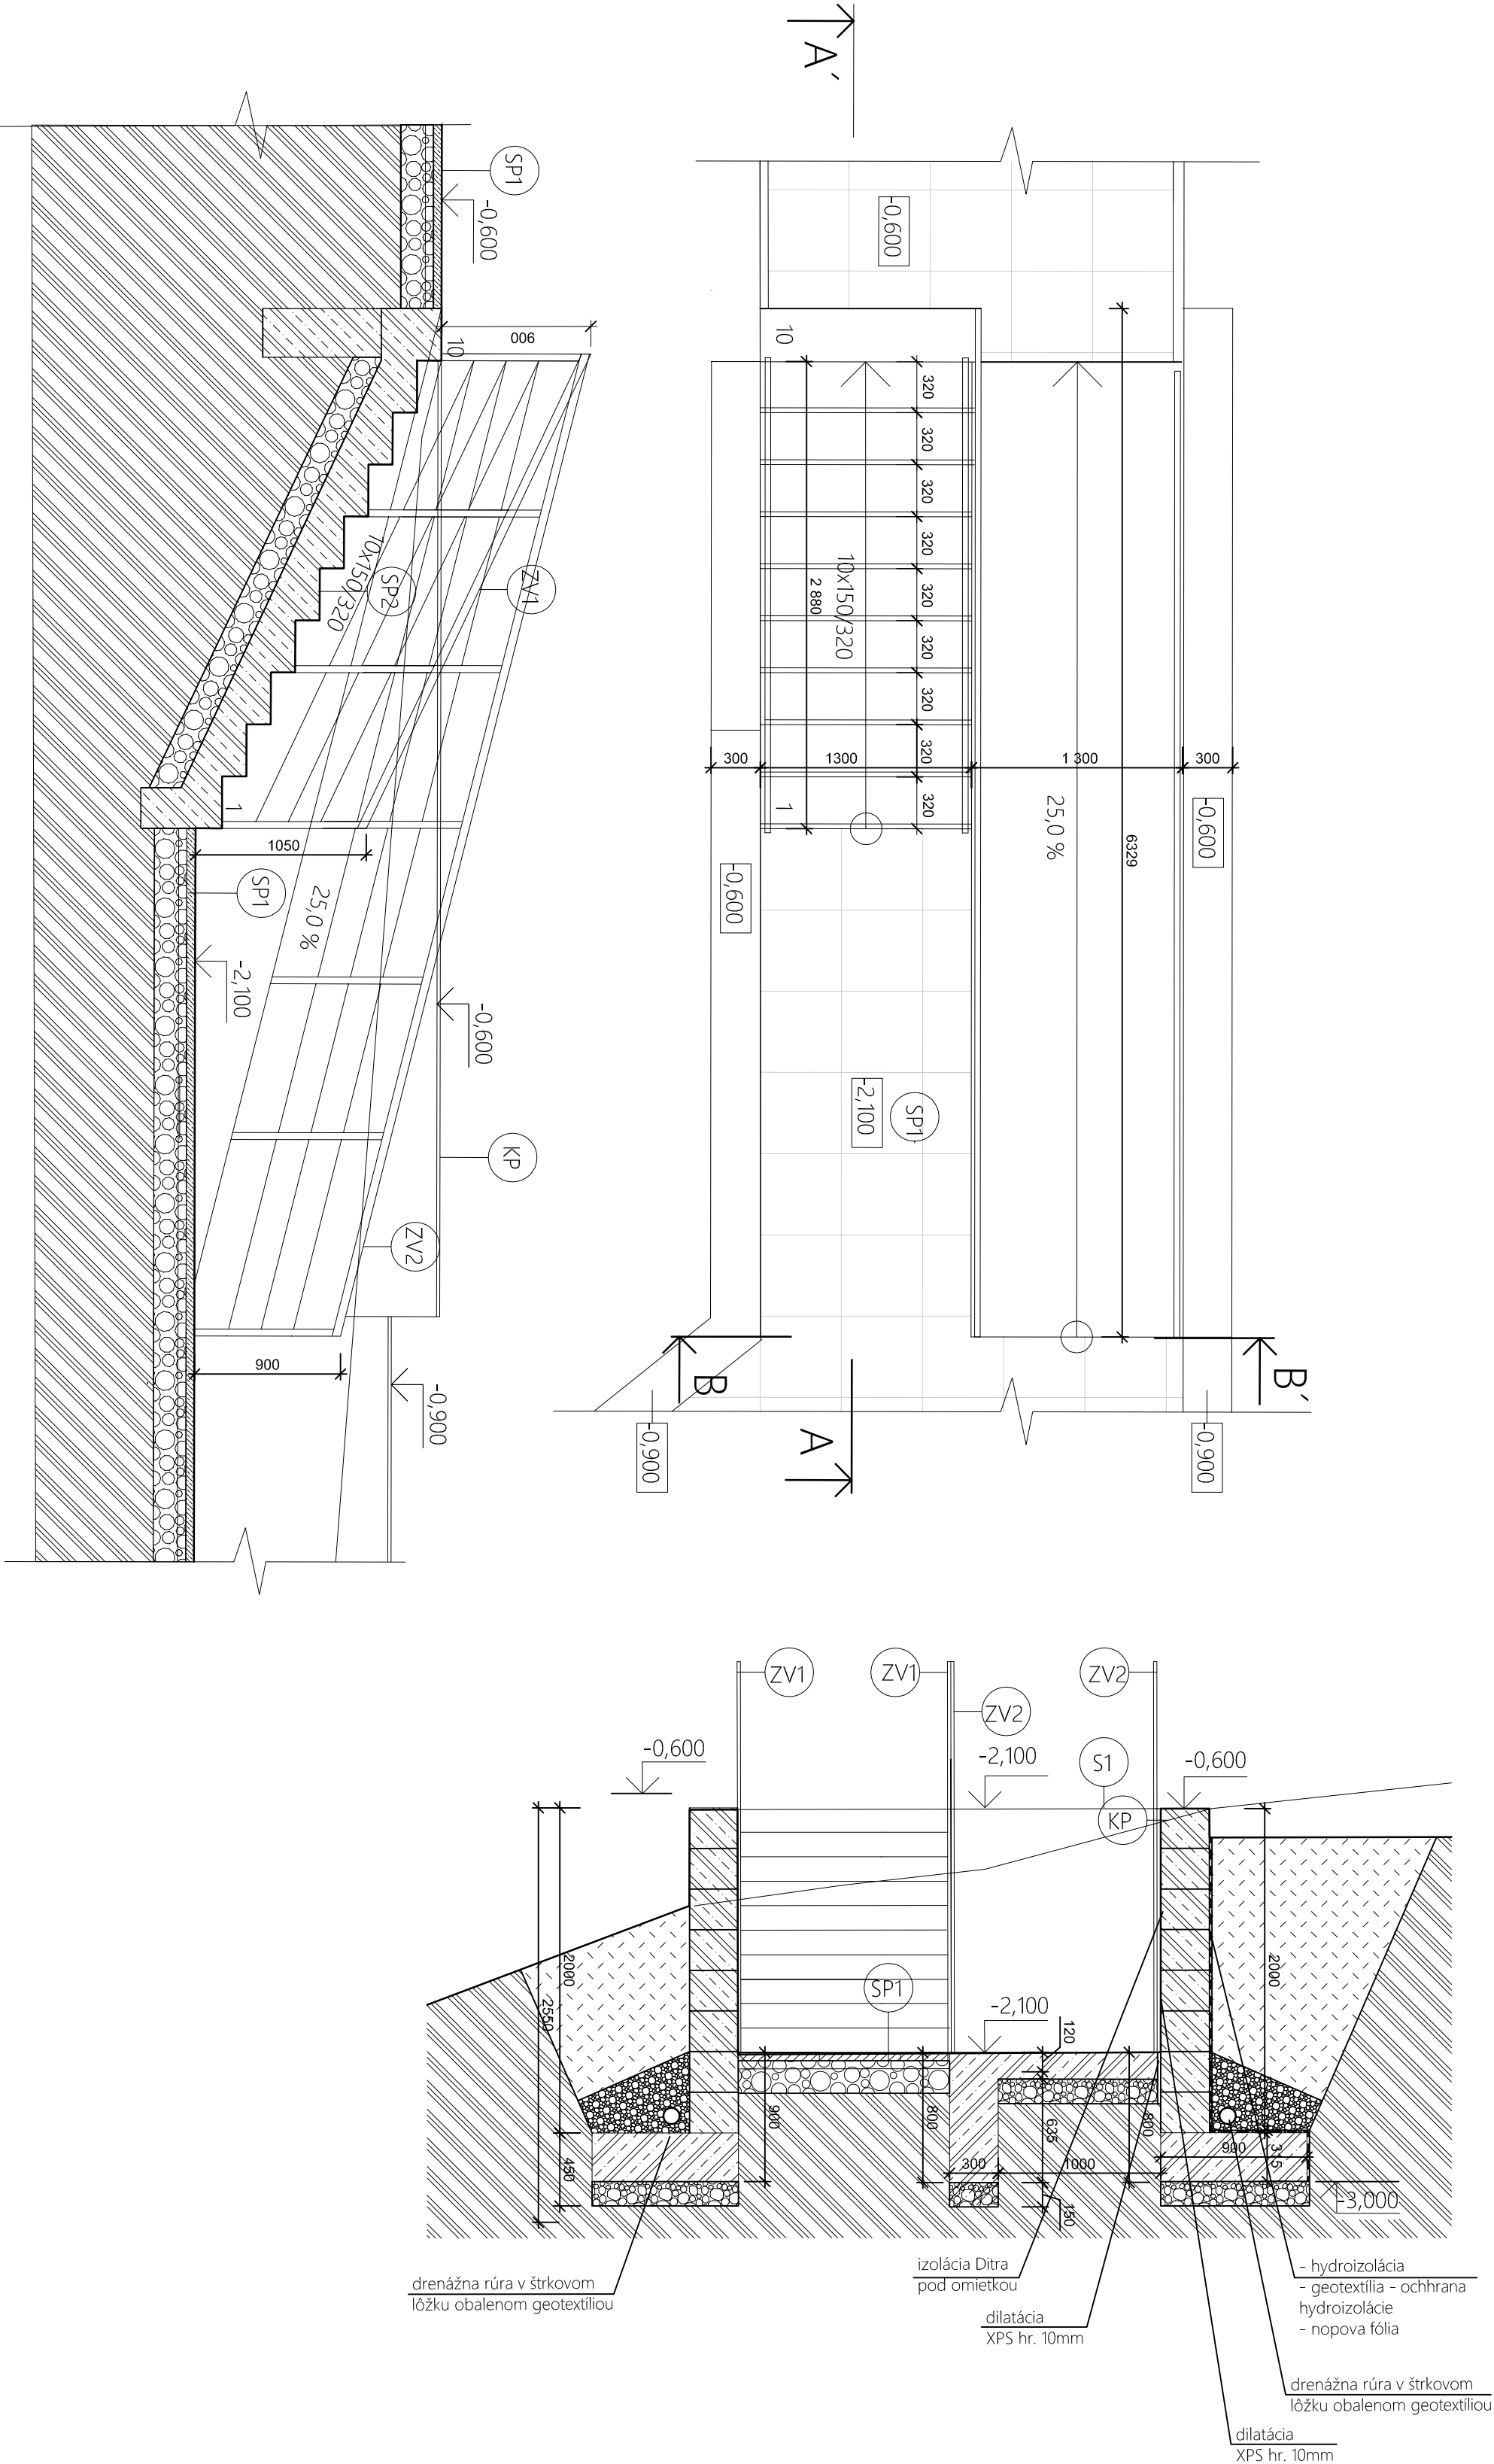 A´
SP1
-0,600
900
10
ZV1
SP2
10x150/320
1
1050
SP1
25,0 %
-2,100
-0,600
KP
ZV2
900
-0,900
-0,600
10
320
320
320
320
320
320
320
320
320
2 880
10x150/320
1
300
1300
1 300
300
25,0 %
6329
-0,600
-0,600
-2,100
SP1
B
B´
A
-0,900
-0,900
ZV1
ZV1
ZV2
ZV2
-0,600
-2,100
S1
-0,600
KP
2000
2550
2000
SP1
-2,100
120
900
800
635
800
900
315
450
300
1000
150
-3,000
izolácia Ditra
pod omietkou
- hydroizolácia
- geotextília - ochhrana
hydroizolácie
- nopova fólia
drenážna rúra v štrkovom
lôžku obalenom geotextíliou
dilatácia
XPS hr. 10mm
drenážna rúra v štrkovom
lôžku obalenom geotextíliou
dilatácia
XPS hr. 10mm